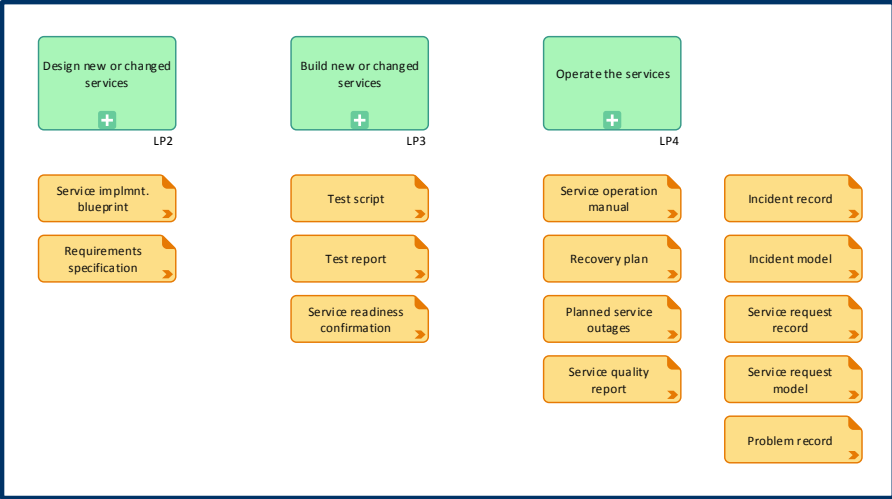 Design new or changed
services
LP2
Build new or changed
services
LP3
Operate the services
LP4
Service implmnt.
blueprint
Requirements
specification
Test script
Test report
Service readiness
confirmation
Service operation
manual
Recovery plan
Planned service
outages
Service quality
report
Incident record
Incident model
Service request
record
Service request
model
Problem record